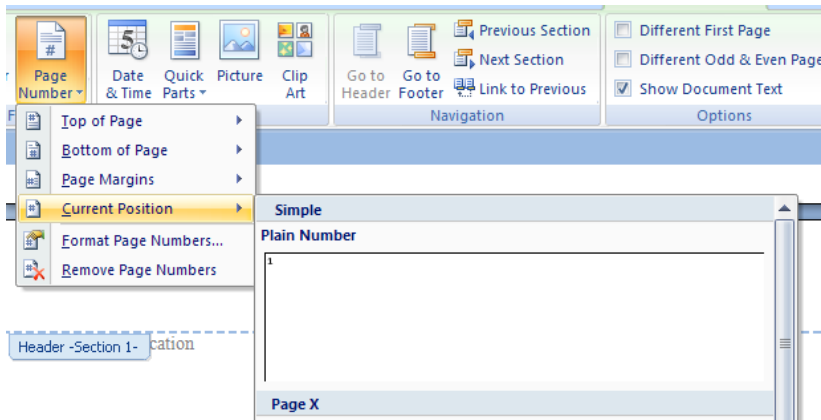 Previous Section
Next Section
Link to Previous
Different First Page
Different Odd & Even Page
Show Document Text
Page
Number
Date
& Time
Quick
Parts
Picture
Clip
Art
Go to
Header
Go to
Footer
Navigation
Options
Top of Page
Bottom of Page
Page Margins
Current Position
Format Page Numbers...
Remove Page Numbers
Simple
Plain Number
1
Page X
Header -Section 1-
cation